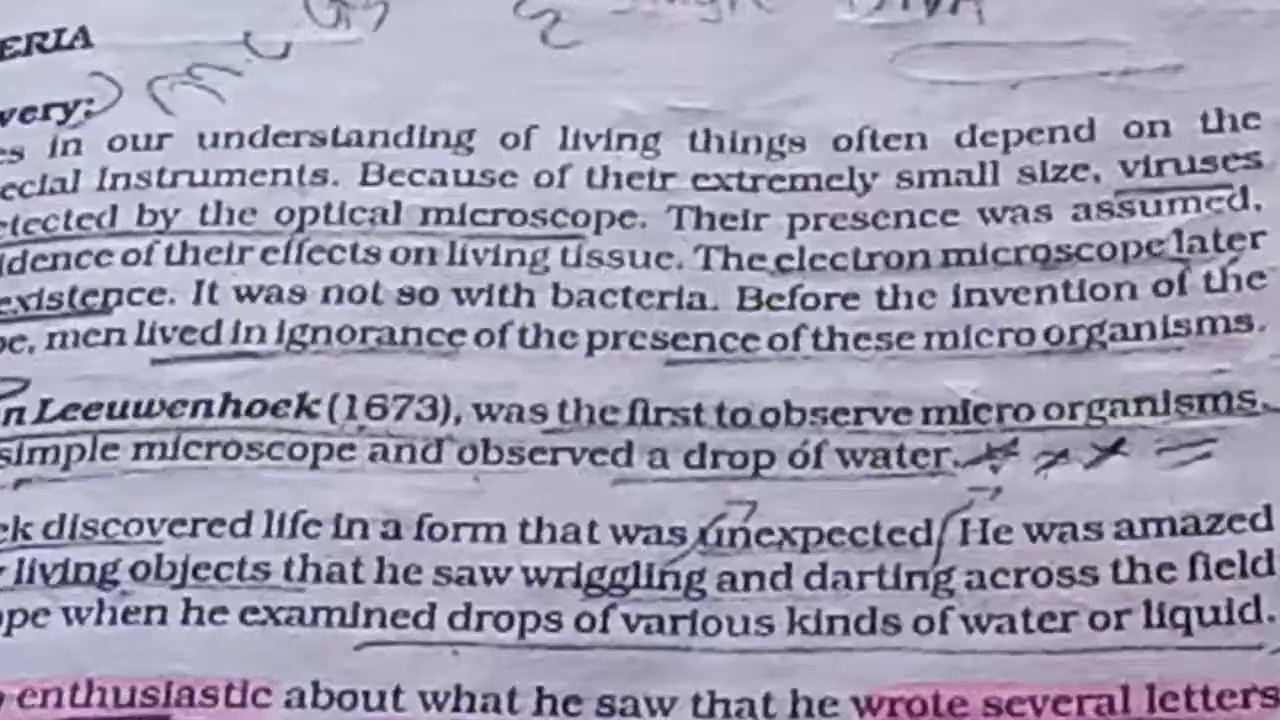 ERIA
very:
es in our understanding of living things often depend on the
ecial Instruments. Because of their extremely small size, viruses
etected by the optical microscope. Their presence was assumed,
idence of their effects on living tissue. The electron microscope later
existence. It was not so with bacteria. Before the invention of the
pe, men lived in ignorance of the presence of these micro organisms.
n Leeuwenhoek (1673), was the first to observe micro organisms.
simple microscope and observed a drop of water.
ek discovered life in a form that was unexpected. He was amazed
living objects that he saw wriggling and darting across the field
ope when he examined drops of various kinds of water or liquid.
enthusiastic about what he saw that he wrote several letters